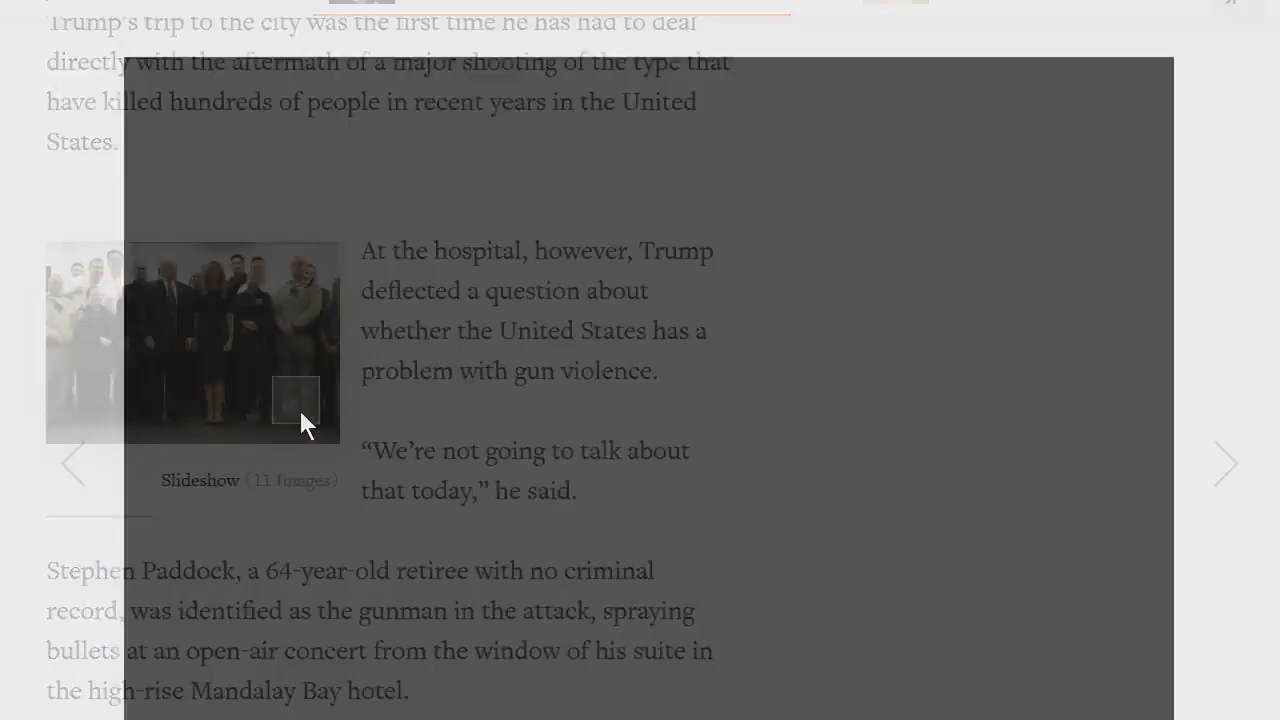 Trump's trip to the city was the first time he has had to deal
directly with the aftermath of a major shooting of the type that
have killed hundreds of people in recent years in the United
States.
At the hospital, however, Trump
deflected a question about
whether the United States has a
problem with gun violence.
“We’re not going to talk about
that today,” he said.
Slideshow (11 Images)
Stephen Paddock, a 64-year-old retiree with no criminal
record, was identified as the gunman in the attack, spraying
bullets at an open-air concert from the window of his suite in
the high-rise Mandalay Bay hotel.